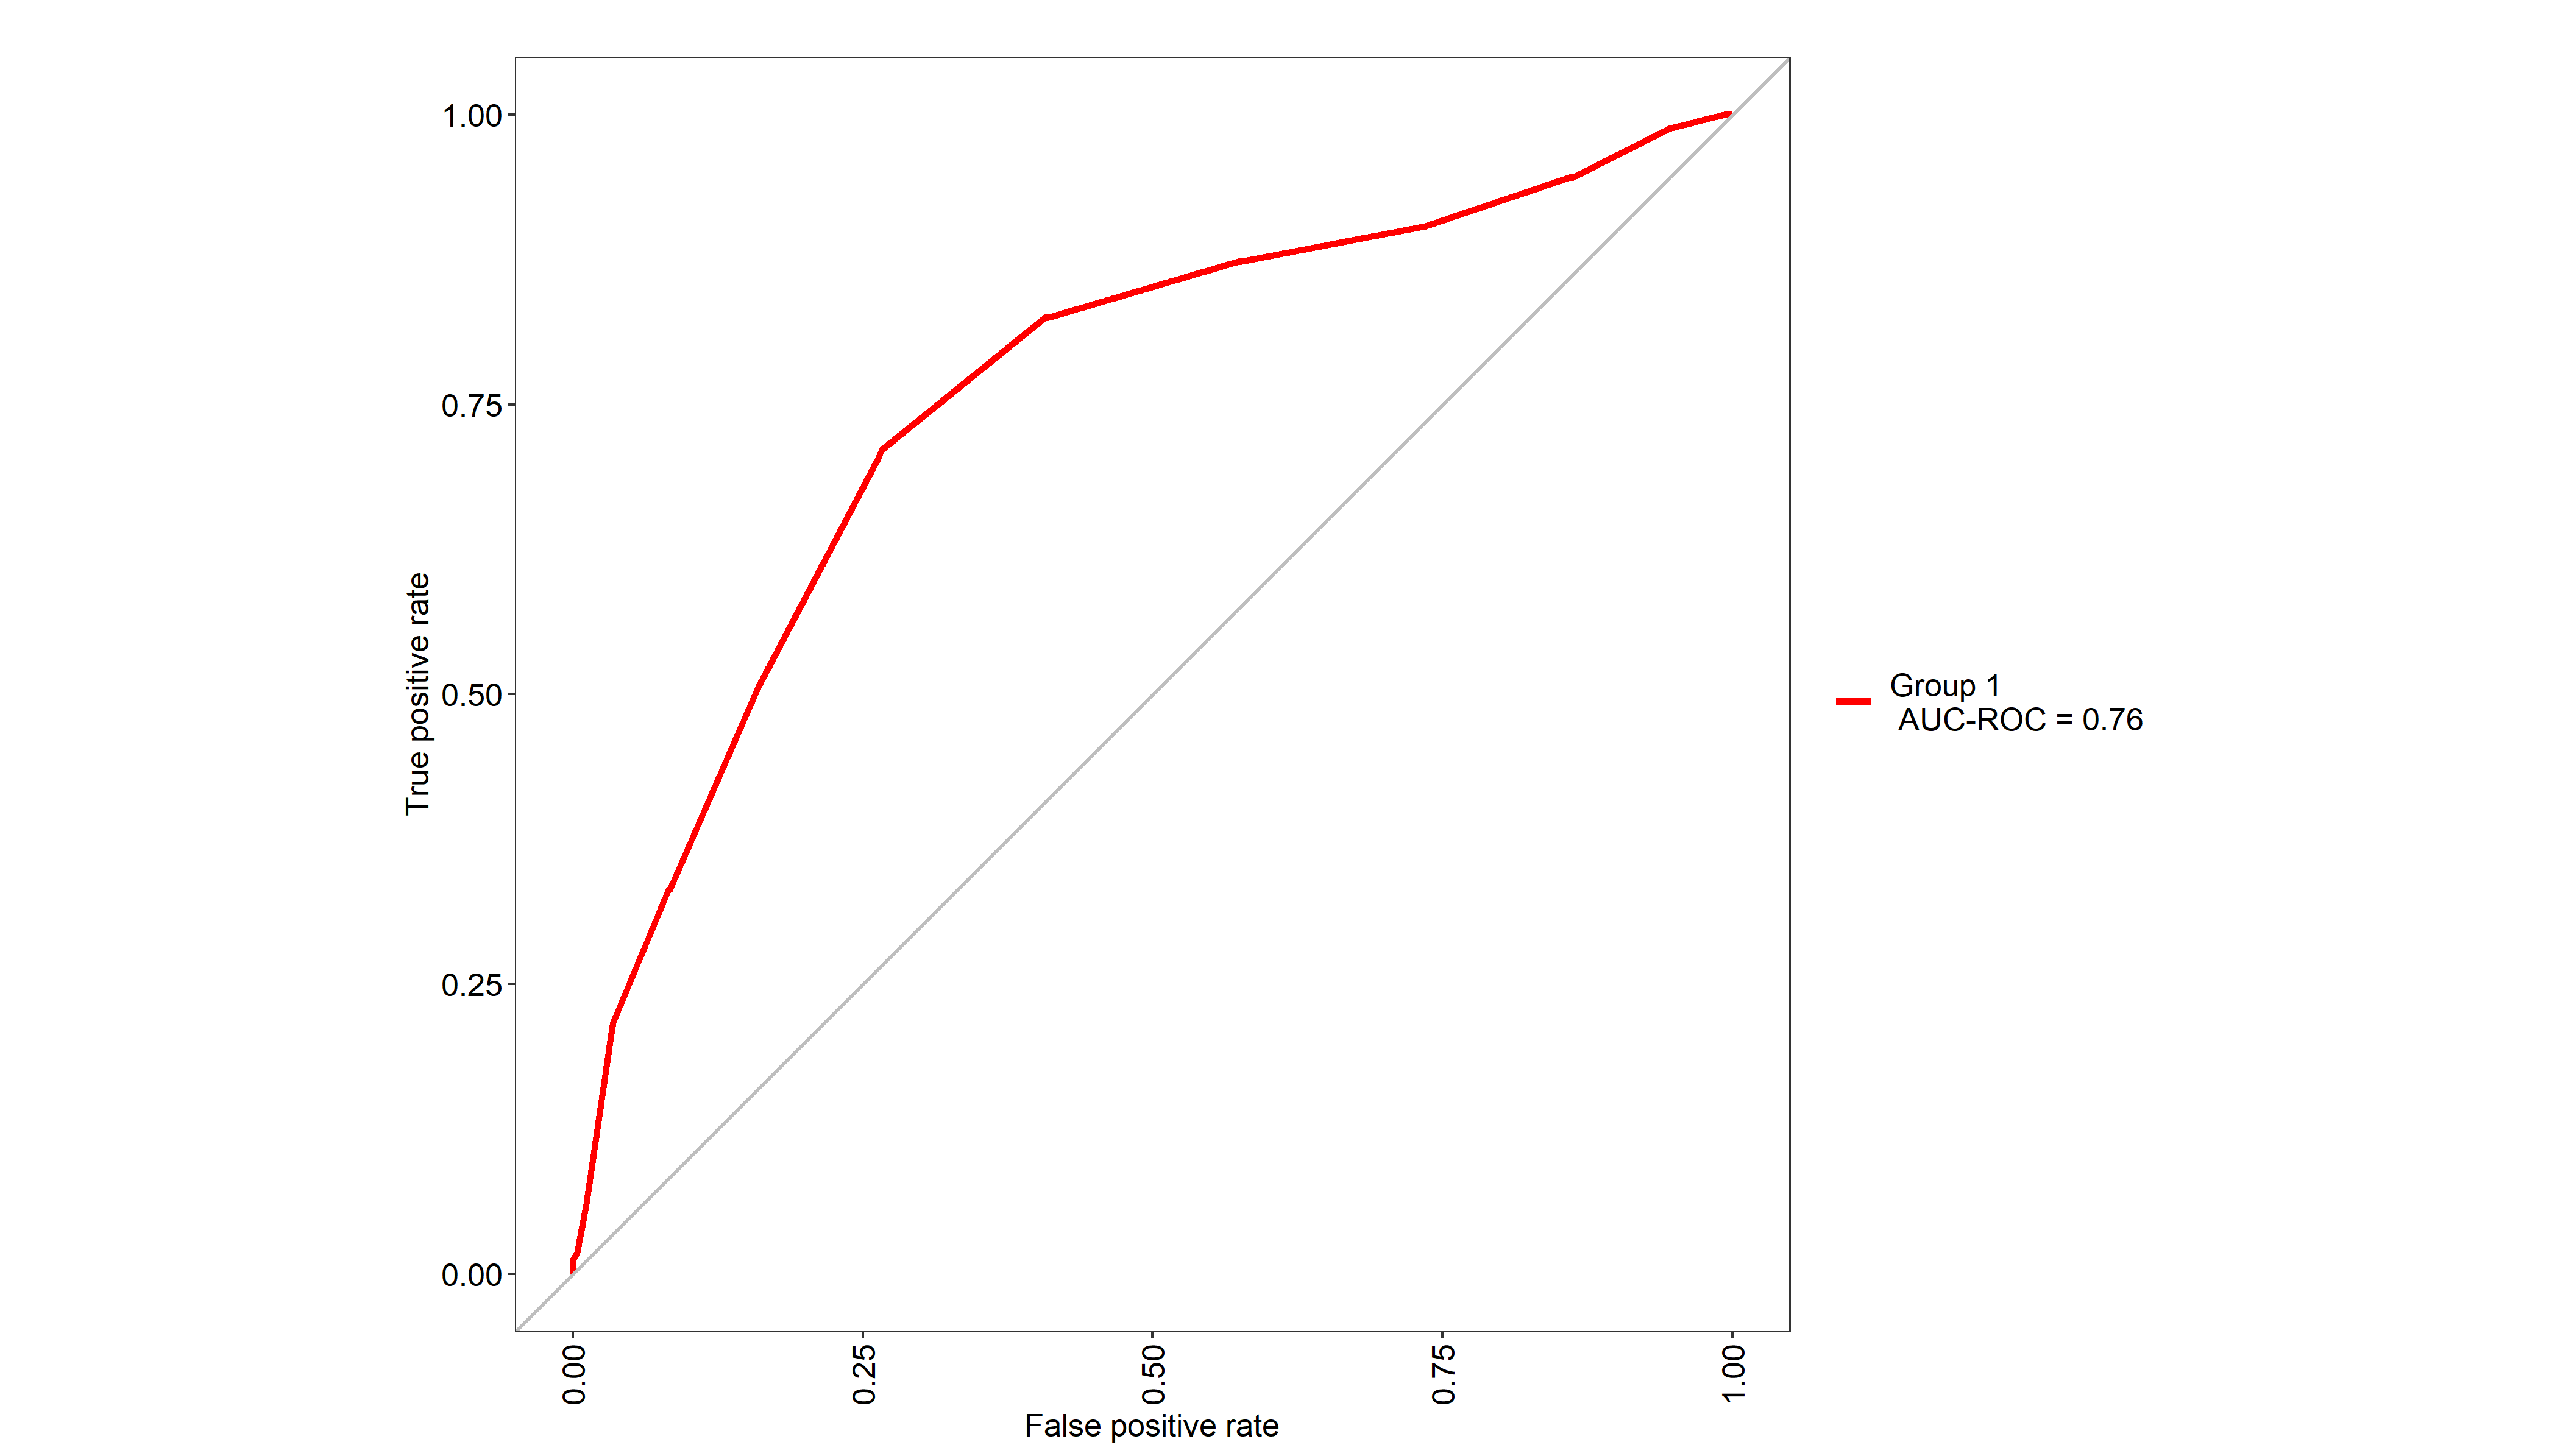 1.00
0.75
0.50
0.25
0.00
True positive rate
0.00
0.25
0.50
0.75
1.00
False positive rate
Group 1
AUC-ROC = 0.76